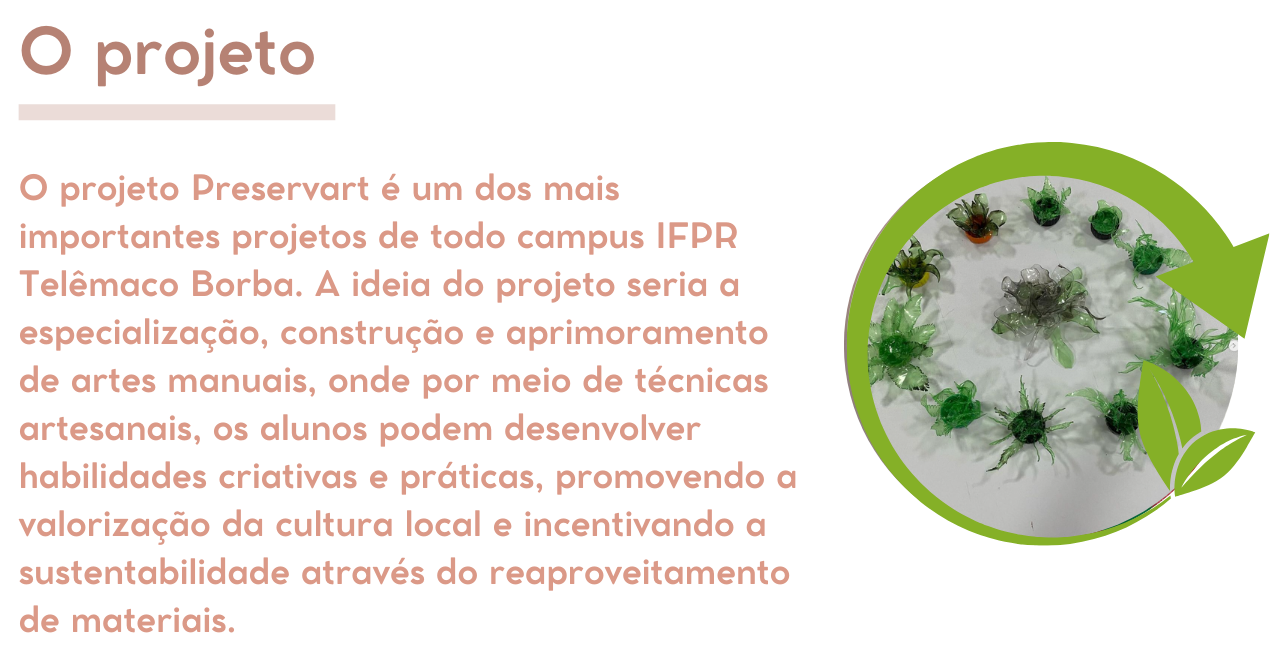 O projeto
O projeto Preservart é um dos mais
importantes projetos de todo campus IFPR
Telêmaco Borba. A ideia do projeto seria a
especialização, construção e aprimoramento
de artes manuais, onde por meio de técnicas
artesanais, os alunos podem desenvolver
habilidades criativas e práticas, promovendo a
valorização da cultura local e incentivando a
sustentabilidade através do reaproveitamento
de materiais.